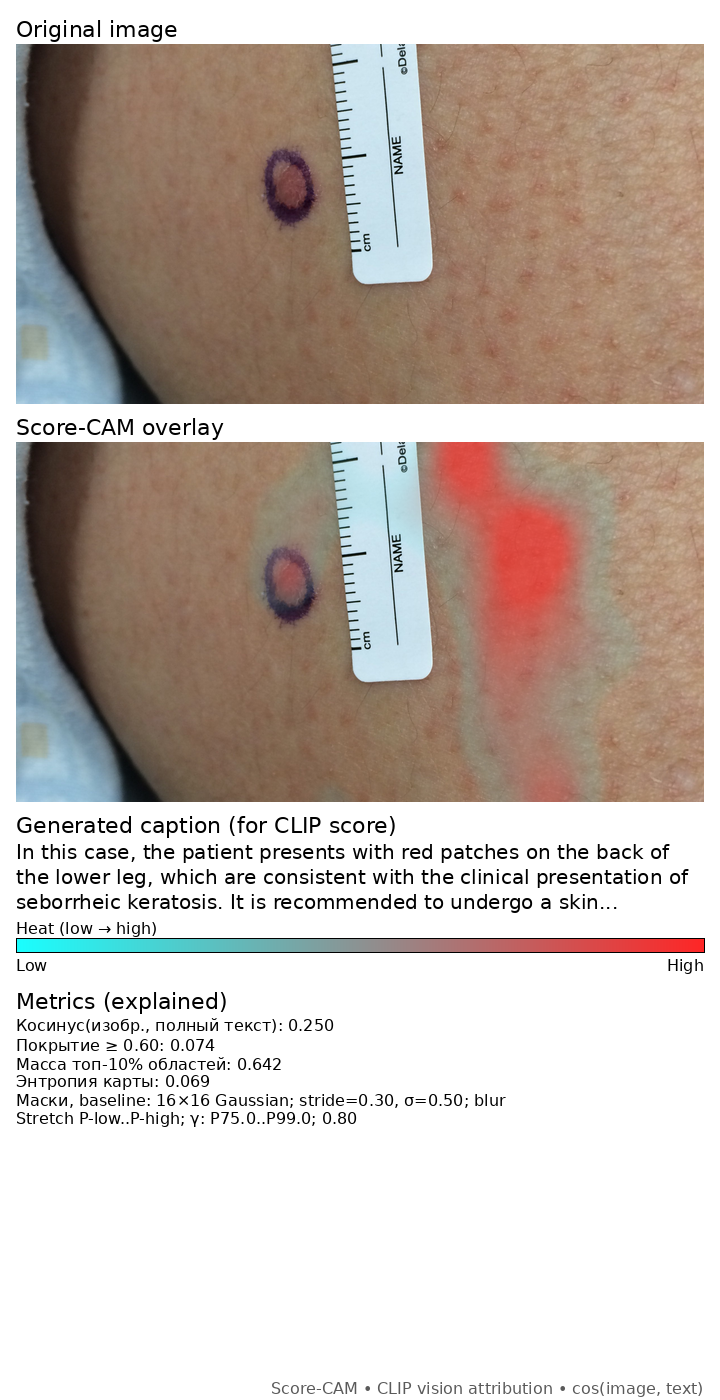 Original image
©Dela
NAME
cm
Score-CAM overlay
©Dela
NAME
cm
Generated caption (for CLIP score)
In this case, the patient presents with red patches on the back of
the lower leg, which are consistent with the clinical presentation of
seborrheic keratosis. It is recommended to undergo a skin...
Heat (low → high)
Low High
Metrics (explained)
Косинус(изобр., полный текст): 0.250
Покрытие ≥ 0.60: 0.074
Масса топ-10% областей: 0.642
Энтропия карты: 0.069
Маски, baseline: 16×16 Gaussian; stride=0.30, σ=0.50; blur
Stretch P-low..P-high; γ: P75.0..P99.0; 0.80
Score-CAM • CLIP vision attribution • cos(image, text)